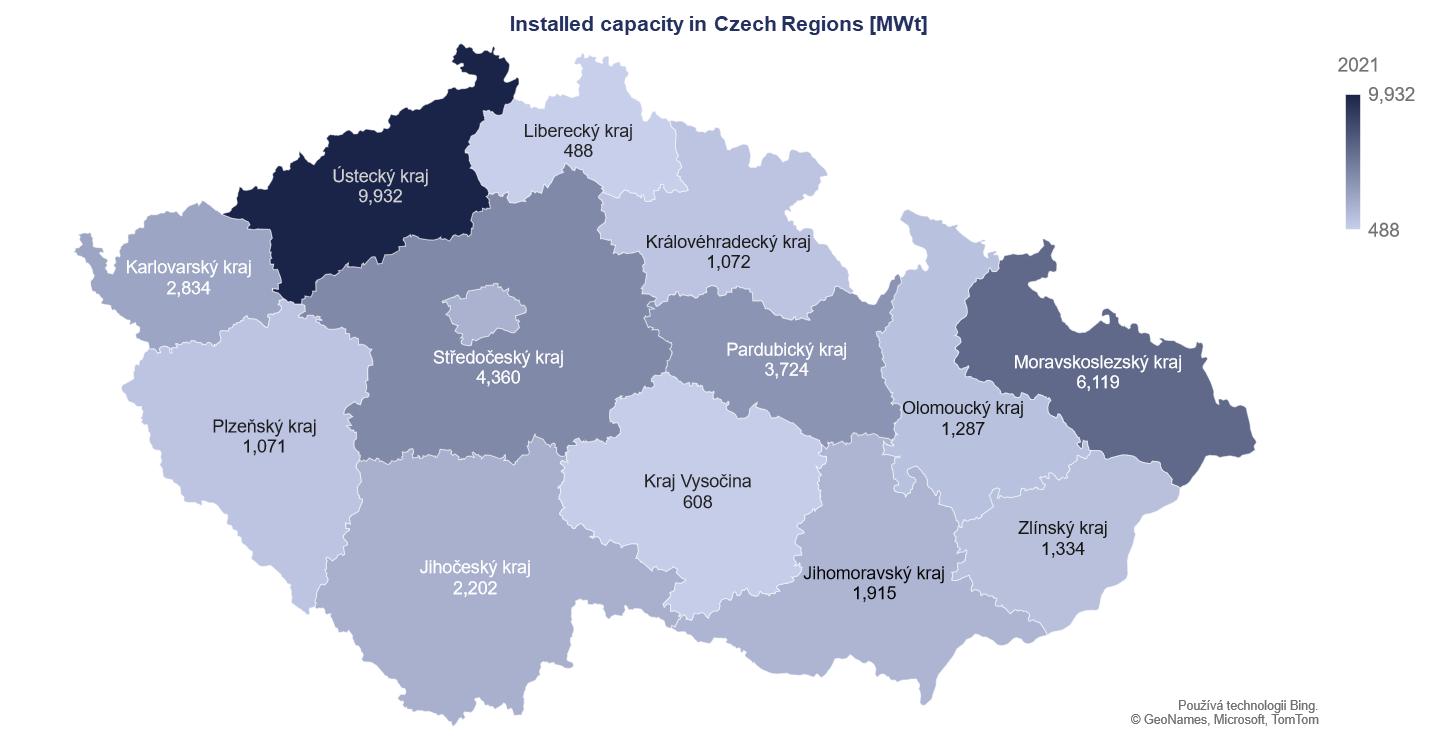 Installed capacity in Czech Regions [MWt]
2021
9,932
488
Liberecký kraj
488
Ústecký kraj
9,932
Královéhradecký kraj
1,072
Karlovarský kraj
2,834
Středočeský kraj
4,360
Pardubický kraj
3,724
Moravskoslezský kraj
6,119
Olomoucký kraj
1,287
Plzeňský kraj
1,071
Kraj Vysočina
608
Zlínský kraj
1,334
Jihočeský kraj
2,202
Jihomoravský kraj
1,915
Používá technologii Bing.
© GeoNames, Microsoft, TomTom